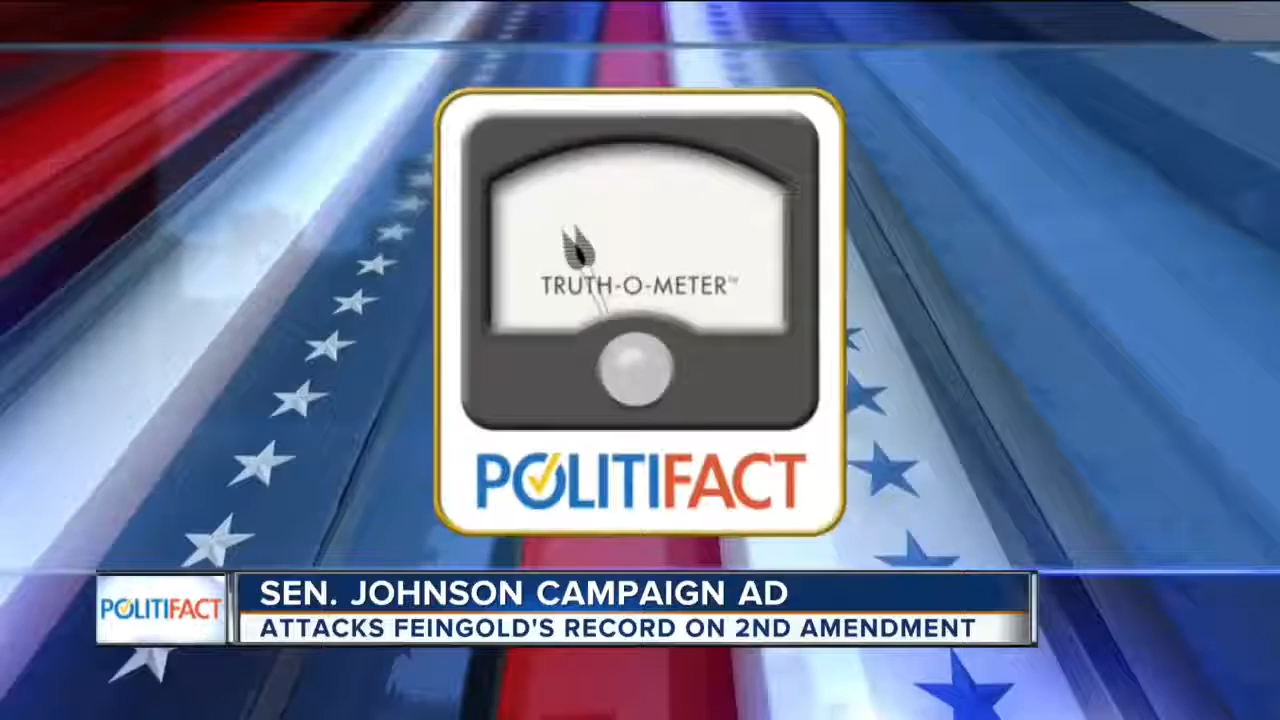 TRUTH-O-METER™
POLITIFACT
POLITIFACT
SEN. JOHNSON CAMPAIGN AD
ATTACKS FEINGOLD'S RECORD ON 2ND AMENDMENT